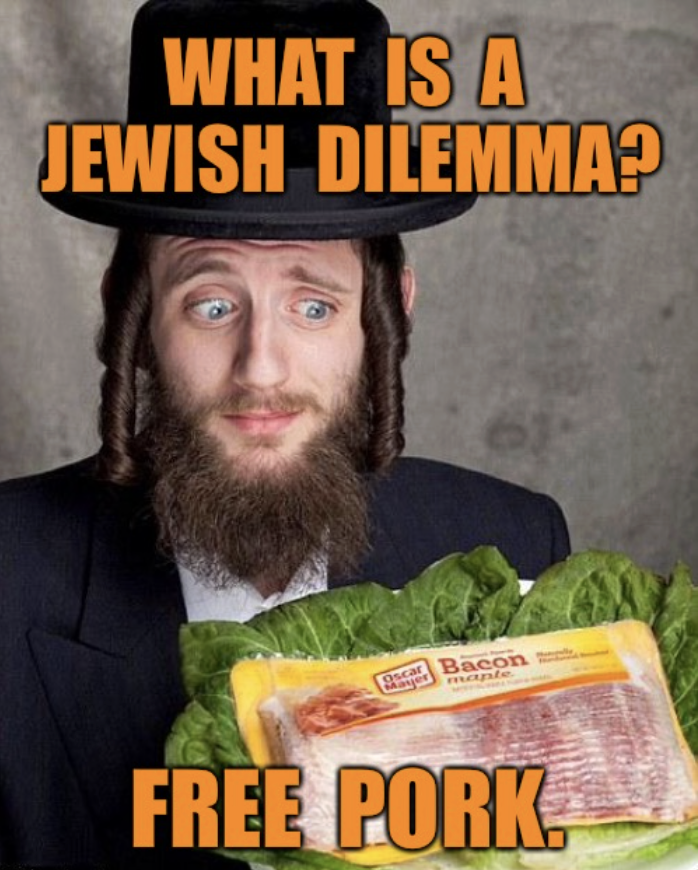 WHAT IS A
JEWISH DILEMMA?
Oscar
Mayer
Bacon
maple
FREE PORK.